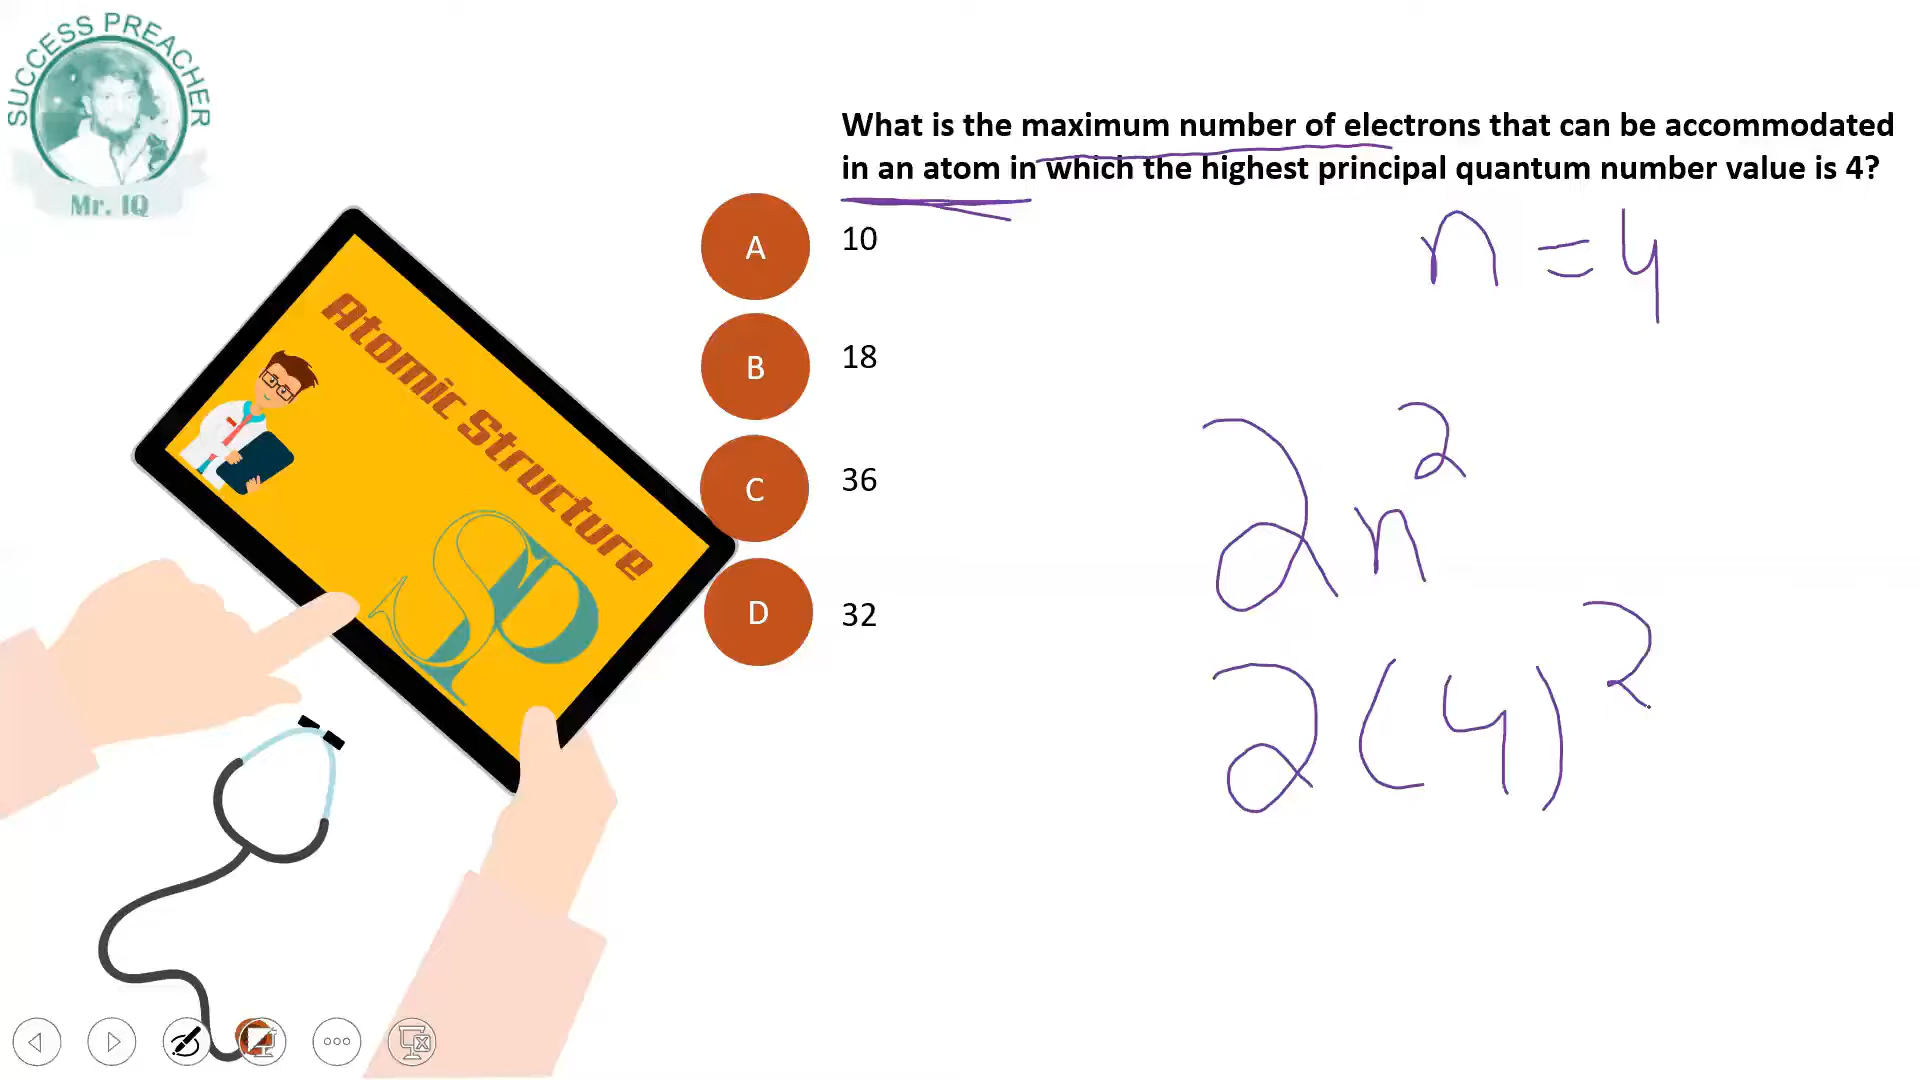 SUCCESS PREACHER
Mr. IQ
What is the maximum number of electrons that can be accommodated
in an atom in which the highest principal quantum number value is 4?
A 10
n = 4
B 18
C 36
D 32
2n²
2(4)²
Atomic Structure
SP